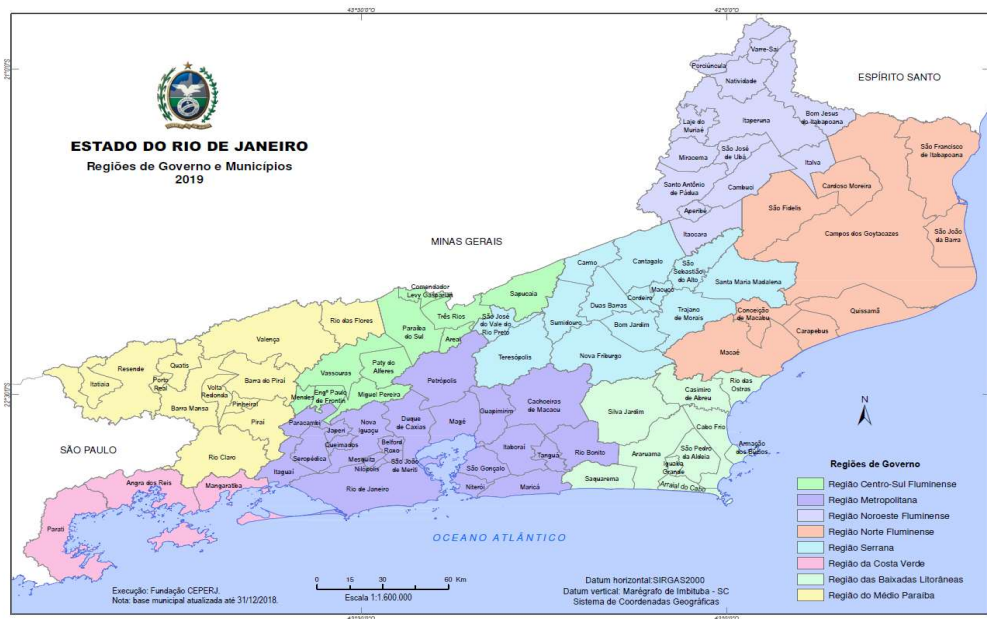 43°30'0"O
42°0'0"O
21°0'0"S
22°30'0"S
ESTADO DO RIO DE JANEIRO
Regiões de Governo e Municípios
2019
ESPÍRITO SANTO
MINAS GERAIS
SÃO PAULO
Varre-Sai
Porciúncula
Natividade
Itaperuna
Bom Jesus
do Itabapoana
Laje do
Muriaé
São José
de Ubá
Miracema
Italva
Santo Antônio
de Pádua
Cambuci
Aperibé
Itaocara
São Francisco
de Itabapoana
Cardoso Moreira
São Fidelis
Campos dos Goytacazes
São João
da Barra
Quissamã
Conceição
de Macabu
Carapebus
Macaé
Carmo
Cantagalo
São
Sebastião
do Alto
Santa Maria Madalena
Macuco
Cordeiro
Duas Barras
Trajano
de Morais
Sumidouro
Bom Jardim
São José
do Vale do
Rio Preto
Teresópolis
Nova Friburgo
Comendador
Levy Gasparian
Sapucaia
Três Rios
Paraíba
do Sul
Areal
Paty do
Alferes
Vassouras
Engº Paulo
de Frontin
Mendes
Miguel Pereira
Rio das Flores
Valença
Resende
Quatis
Itatiaia
Porto
Real
Volta
Redonda
Barra do Piraí
Barra Mansa
Pinheiral
Piraí
Rio Claro
Petrópolis
Cachoeiras
de Macacu
Paracambi
Japeri
Nova
Iguaçu
Duque
de Caxias
Magé
Guapimirim
Queimados
Belford
Roxo
Seropédica
Mesquita
Nilópolis
São João
de Meriti
Itaboraí
Tanguá
Rio Bonito
Itaguaí
São Gonçalo
Rio de Janeiro
Niterói
Maricá
Rio das
Ostras
Casimiro
de Abreu
Silva Jardim
Cabo Frio
Armação
dos Búzios
Araruama
São Pedro
da Aldeia
Iguaba
Grande
Saquarema
Arraial do Cabo
Angra dos Reis
Mangaratiba
Parati
OCEANO ATLÂNTICO
N
Regiões de Governo
Região Centro-Sul Fluminense
Região Metropolitana
Região Noroeste Fluminense
Região Norte Fluminense
Região Serrana
Região da Costa Verde
Região das Baixadas Litorâneas
Região do Médio Paraíba
Execução: Fundação CEPERJ.
Nota: base municipal atualizada até 31/12/2018.
0 15 30 60 Km
Escala 1:1.600.000
Datum horizontal:SIRGAS2000
Datum vertical: Marégrafo de Imbituba - SC
Sistema de Coordenadas Geográficas